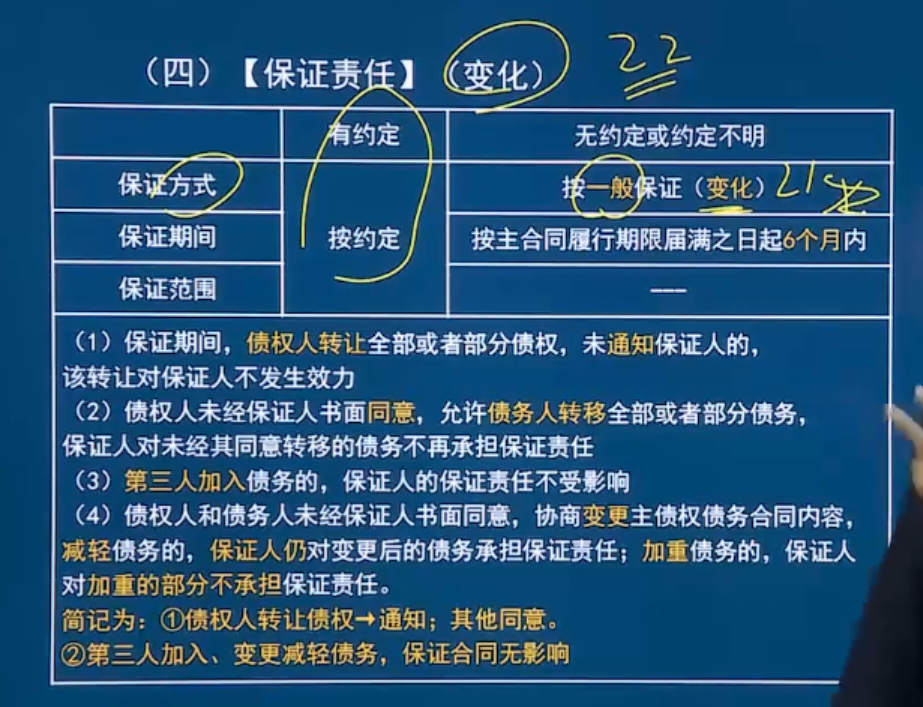 （四）【保证责任】（变化） 22
有约定 无约定或约定不明
保证方式 按一般保证（变化） 21
保证期间 按约定 按主合同履行期限届满之日起6个月内
保证范围 ——
（1）保证期间，债权人转让全部或者部分债权，未通知保证人的，
该转让对保证人不发生效力
（2）债权人未经保证人书面同意，允许债务人转移全部或者部分债务，
保证人对未经其同意转移的债务不再承担保证责任
（3）第三人加入债务的，保证人的保证责任不受影响
（4）债权人和债务人未经保证人书面同意，协商变更主债权债务合同内容，
减轻债务的，保证人仍对变更后的债务承担保证责任；加重债务的，保证人
对加重的部分不承担保证责任。
简记为：①债权人转让债权→通知；其他同意。
②第三人加入、变更减轻债务，保证合同无影响